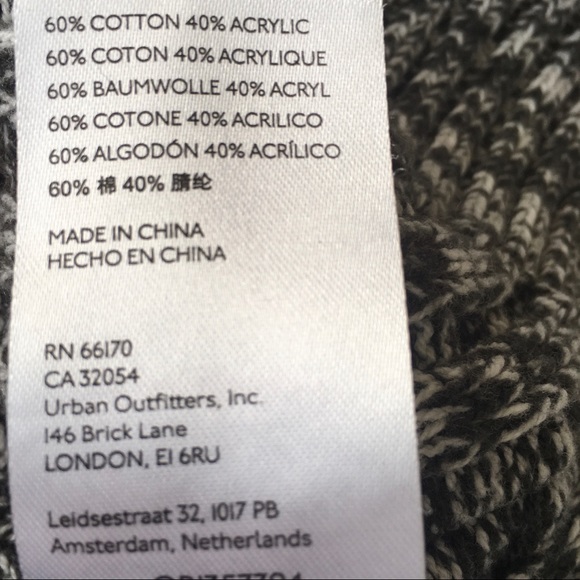 60% COTTON 40% ACRYLIC
60% COTON 40% ACRYLIQUE
60% BAUMWOLLE 40% ACRYL
60% COTONE 40% ACRILICO
60% ALGODÓN 40% ACRÍLICO
60% 棉 40% 腈纶
MADE IN CHINA
HECHO EN CHINA
RN 66170
CA 32054
Urban Outfitters, Inc.
146 Brick Lane
LONDON, E1 6RU
Leidsestraat 32, 1017 PB
Amsterdam, Netherlands